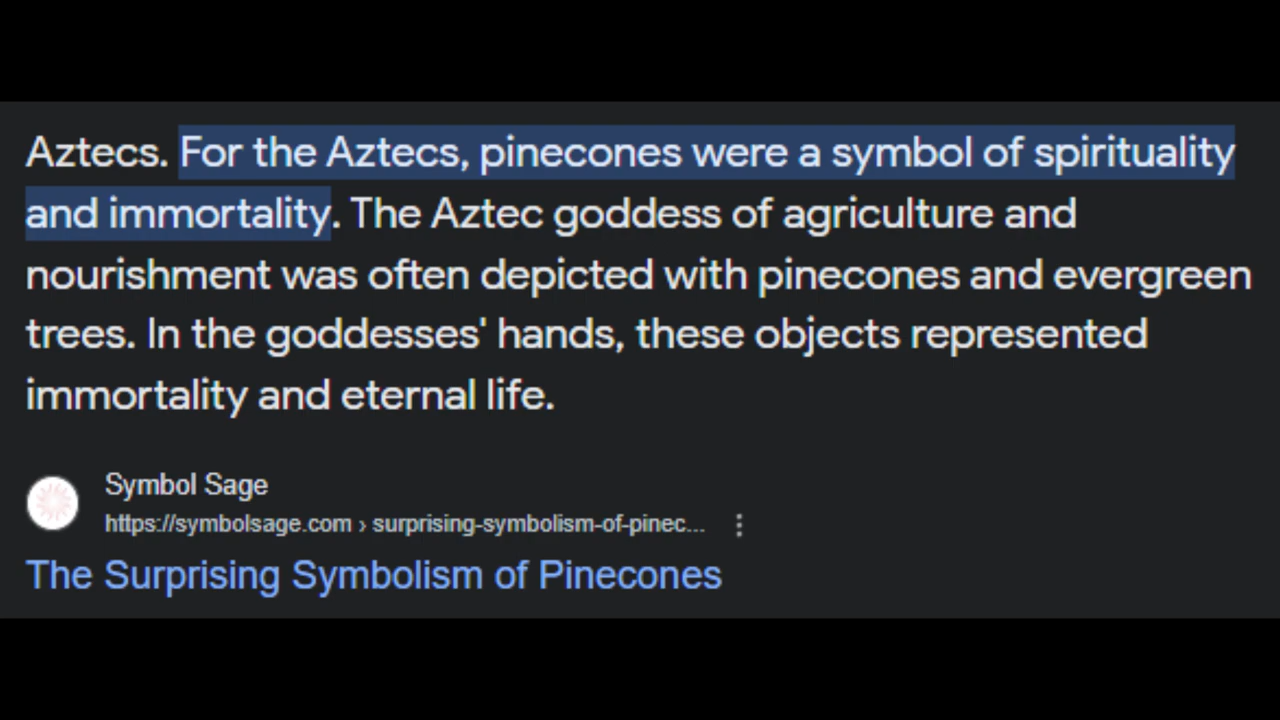 Aztecs. For the Aztecs, pinecones were a symbol of spirituality
and immortality. The Aztec goddess of agriculture and
nourishment was often depicted with pinecones and evergreen
trees. In the goddesses' hands, these objects represented
immortality and eternal life.
Symbol Sage
https://symbolsage.com › surprising-symbolism-of-pinec...
The Surprising Symbolism of Pinecones